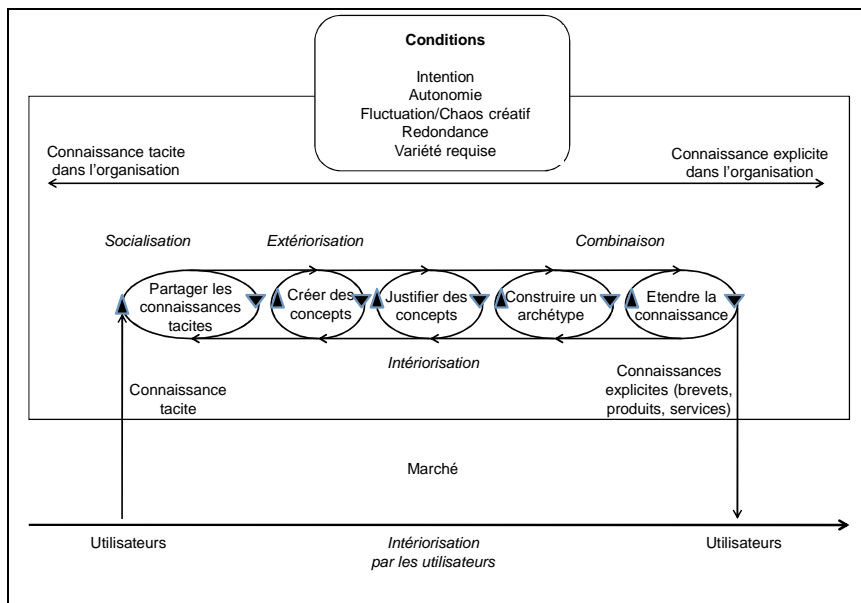 Conditions
Intention
Autonomie
Fluctuation/Chaos créatif
Redondance
Variété requise
Connaissance tacite
dans l'organisation
Connaissance explicite
dans l'organisation
Socialisation
Extériorisation
Combinaison
Partager les
connaissances
tacites
Créer des
concepts
Justifier des
concepts
Construire un
archétype
Etendre la
connaissance
Intériorisation
Connaissance
tacite
Connaissances
explicites (brevets,
produits, services)
Marché
Utilisateurs
Intériorisation
par les utilisateurs
Utilisateurs